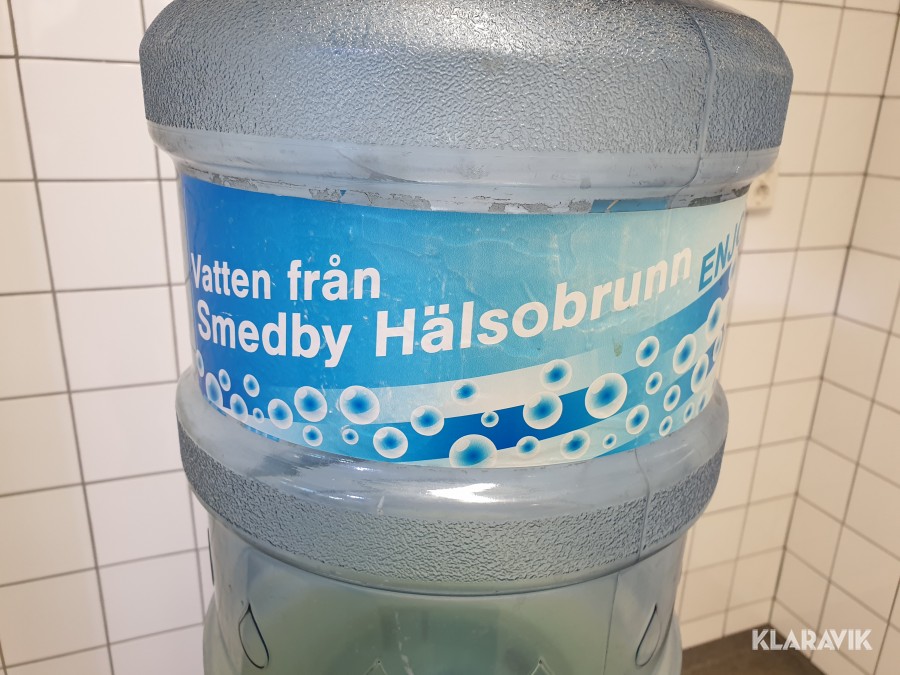 Vatten från
Smedby Hälsobrunn
KLARAVIK